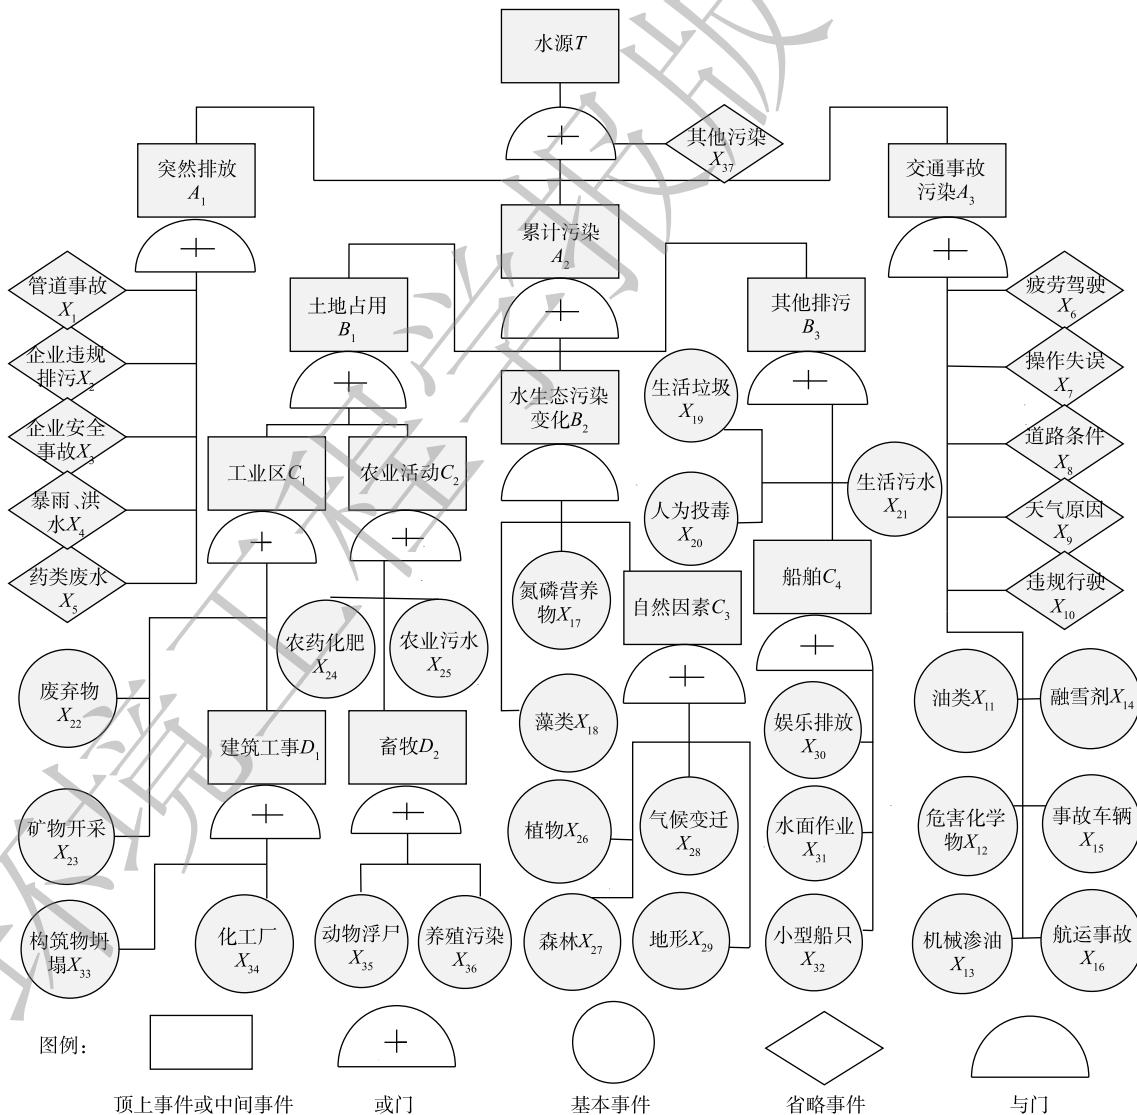 水源T
其他污染
X37
突然排放
A1
交通事故
污染A3
累计污染
A2
管道事故
X1
企业违规
排污X2
企业安全
事故X3
暴雨、洪
水X4
药类废水
X5
土地占用
B1
其他排污
B3
疲劳驾驶
X6
操作失误
X7
道路条件
X8
天气原因
X9
违规行驶
X10
水生态污染
变化B2
生活垃圾
X19
工业区C1
农业活动C2
生活污水
X21
人为投毒
X20
船舶C4
氮磷营养
物X17
自然因素C3
农药化肥
X24
农业污水
X25
废弃物
X22
油类X11
融雪剂X14
藻类X18
娱乐排放
X30
建筑工事D1
畜牧D2
矿物开采
X23
植物X26
气候变迁
X28
水面作业
X31
危害化学
物X12
事故车辆
X15
构筑物坍
塌X33
化工厂
X34
动物浮尸
X35
养殖污染
X36
森林X27
地形X29
小型船只
X32
机械渗油
X13
航运事故
X16
图例：
顶上事件或中间事件
或门
基本事件
省略事件
与门
环境工程学报版